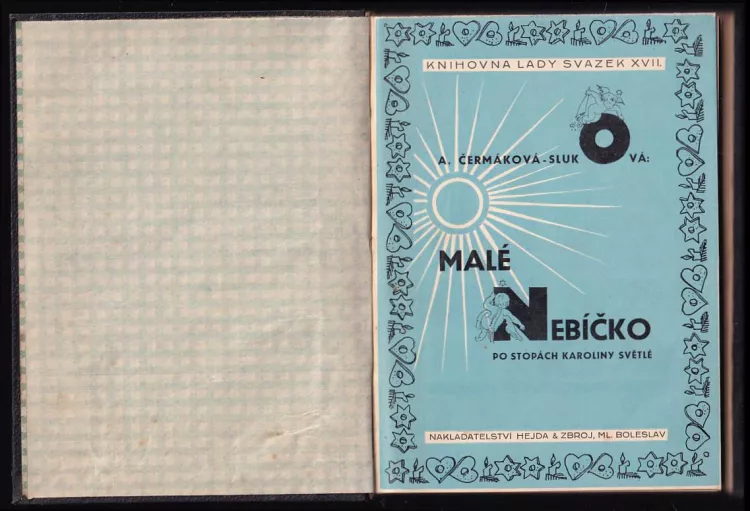 KNIHOVNA LADY SVAZEK XVII.
A. ČERMÁKOVÁ-SLUKOVÁ:
MALÉ
NEBÍČKO
PO STOPÁCH KAROLINY SVĚTLÉ
NAKLADATELSTVÍ HEJDA & ZBROJ, ML. BOLESLAV